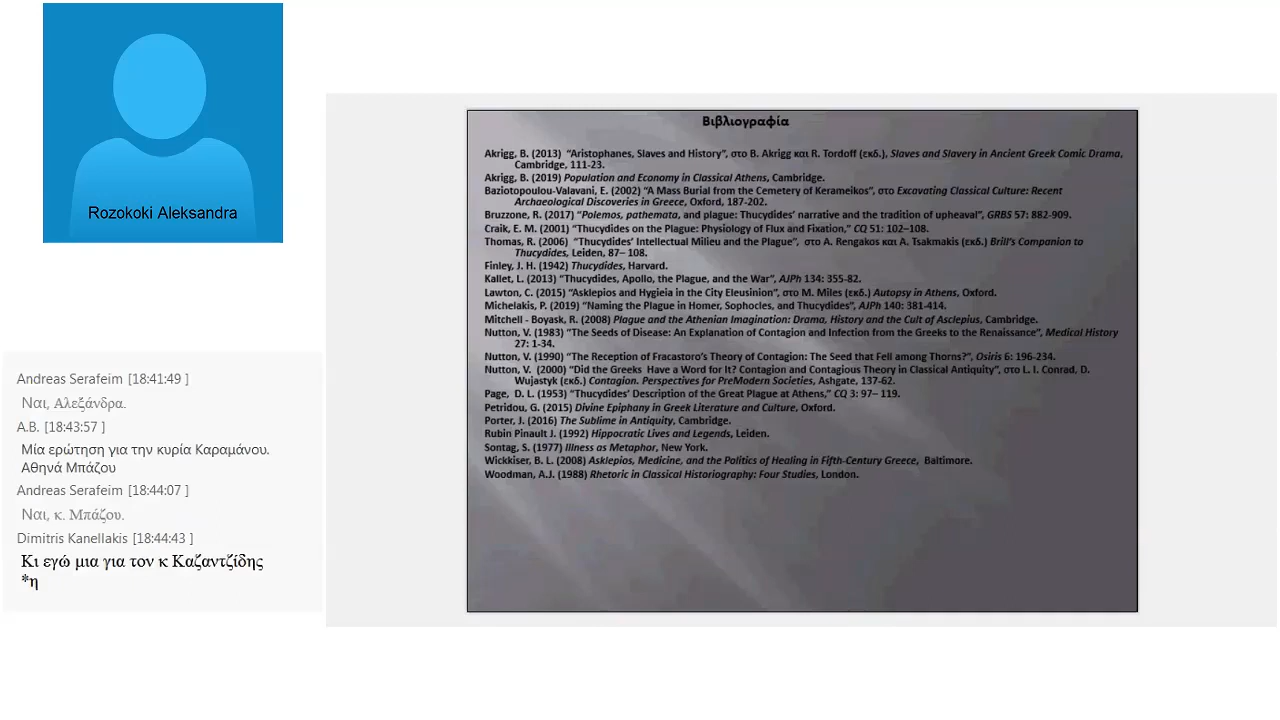 Rozokoki Aleksandra
Andreas Serafeim [18:41:49 ]
Ναι, Αλεξάνδρα.
A.B. [18:43:57 ]
Μία ερώτηση για την κυρία Καραμάνου.
Αθηνά Μπάζου
Andreas Serafeim [18:44:07 ]
Ναι, κ. Μπάζου.
Dimitris Kanellakis [18:44:43 ]
Κι εγώ μια για τον κ Καζαντζίδης
*η
Βιβλιογραφία
Akrigg, B. (2013) “Aristophanes, Slaves and History”, στο B. Akrigg και R. Tordoff (εκδ.), Slaves and Slavery in Ancient Greek Comic Drama,
Cambridge, 111-23.
Akrigg, B. (2019) Population and Economy in Classical Athens, Cambridge.
Baziotopoulou-Valavani, E. (2002) “A Mass Burial from the Cemetery of Kerameikos”, στο Excavating Classical Culture: Recent
Archaeological Discoveries in Greece, Oxford, 187-202.
Bruzzone, R. (2017) “Polemos, pathemata, and plague: Thucydides’ narrative and the tradition of upheaval”, GRBS 57: 882-909.
Craik, E. M. (2001) “Thucydides on the Plague: Physiology of Flux and Fixation,” CQ 51: 102–108.
Thomas, R. (2006) “Thucydides’ Intellectual Milieu and the Plague”, στο A. Rengakos και A. Tsakmakis (εκδ.) Brill’s Companion to
Thucydides, Leiden, 87– 108.
Finley, J. H. (1942) Thucydides, Harvard.
Kallet, L. (2013) “Thucydides, Apollo, the Plague, and the War”, AJPh 134: 355-82.
Lawton, C. (2015) “Asklepios and Hygieia in the City Eleusinion”, στο M. Miles (εκδ.) Autopsy in Athens, Oxford.
Michelakis, P. (2019) “Naming the Plague in Homer, Sophocles, and Thucydides”, AJPh 140: 381-414.
Mitchell - Boyask, R. (2008) Plague and the Athenian Imagination: Drama, History and the Cult of Asclepius, Cambridge.
Nutton, V. (1983) “The Seeds of Disease: An Explanation of Contagion and Infection from the Greeks to the Renaissance”, Medical History
27: 1-34.
Nutton, V. (1990) “The Reception of Fracastoro’s Theory of Contagion: The Seed that Fell among Thorns?”, Osiris 6: 196-234.
Nutton, V. (2000) “Did the Greeks Have a Word for It? Contagion and Contagious Theory in Classical Antiquity”, στο L. I. Conrad, D.
Wujastyk (εκδ.) Contagion. Perspectives for PreModern Societies, Ashgate, 137-62.
Page, D. L. (1953) “Thucydides’ Description of the Great Plague at Athens,” CQ 3: 97– 119.
Petridou, G. (2015) Divine Epiphany in Greek Literature and Culture, Oxford.
Porter, J. (2016) The Sublime in Antiquity, Cambridge.
Rubin Pinault J. (1992) Hippocratic Lives and Legends, Leiden.
Sontag, S. (1977) Illness as Metaphor, New York.
Wickkiser, B. L. (2008) Asklepios, Medicine, and the Politics of Healing in Fifth-Century Greece, Baltimore.
Woodman, A.J. (1988) Rhetoric in Classical Historiography: Four Studies, London.